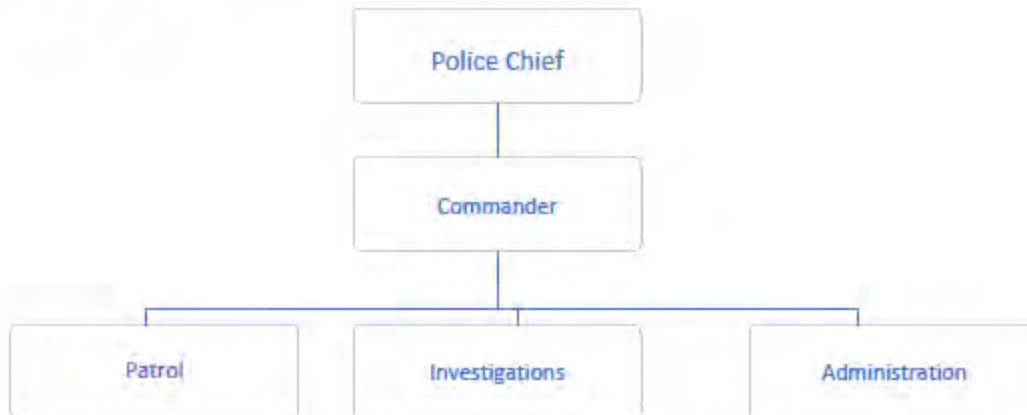 Police Chief
Commander
Patrol
Investigations
Administration